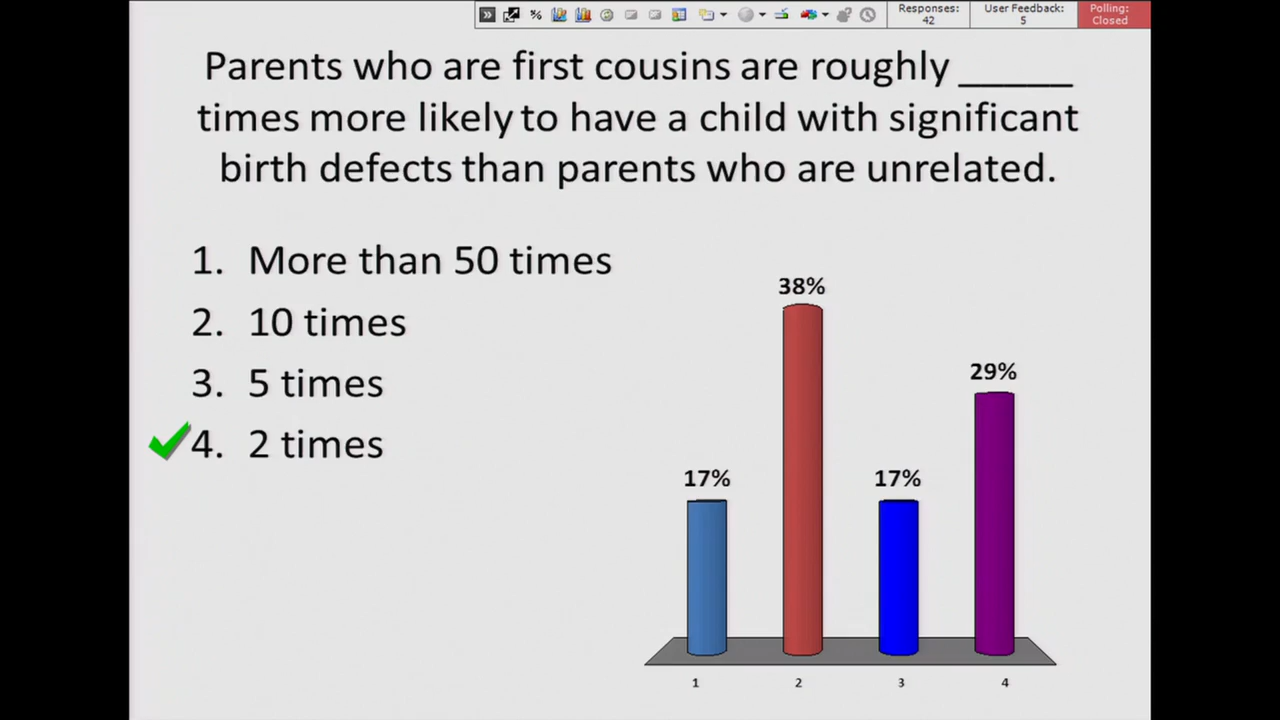 Responses:
42
User Feedback:
5
Polling:
Closed
Parents who are first cousins are roughly _____
times more likely to have a child with significant
birth defects than parents who are unrelated.
1. More than 50 times
2. 10 times
3. 5 times
4. 2 times
17%
38%
17%
29%
1
2
3
4